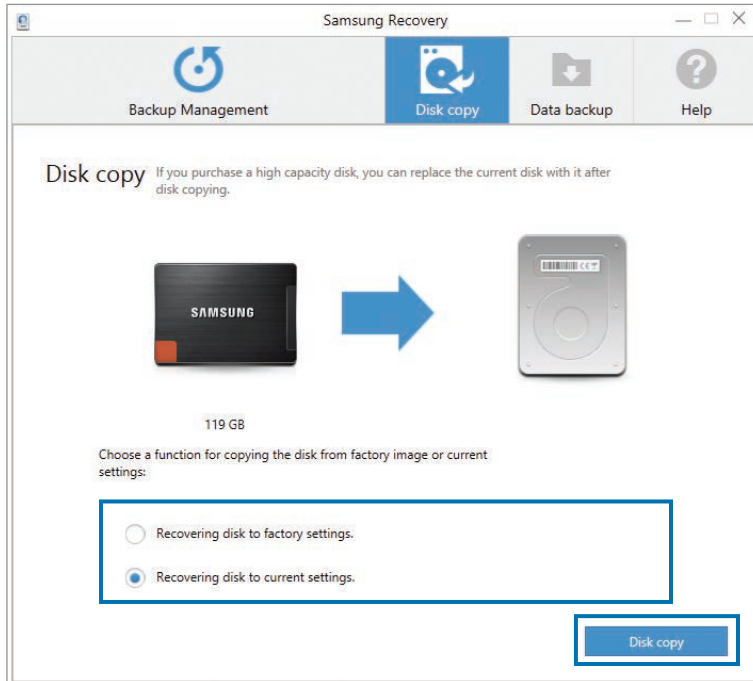 Samsung Recovery
Backup Management
Disk copy
Data backup
Help
Disk copy
If you purchase a high capacity disk, you can replace the current disk with it after
disk copying.
SAMSUNG
119 GB
Choose a function for copying the disk from factory image or current
settings:
Recovering disk to factory settings.
Recovering disk to current settings.
Disk copy